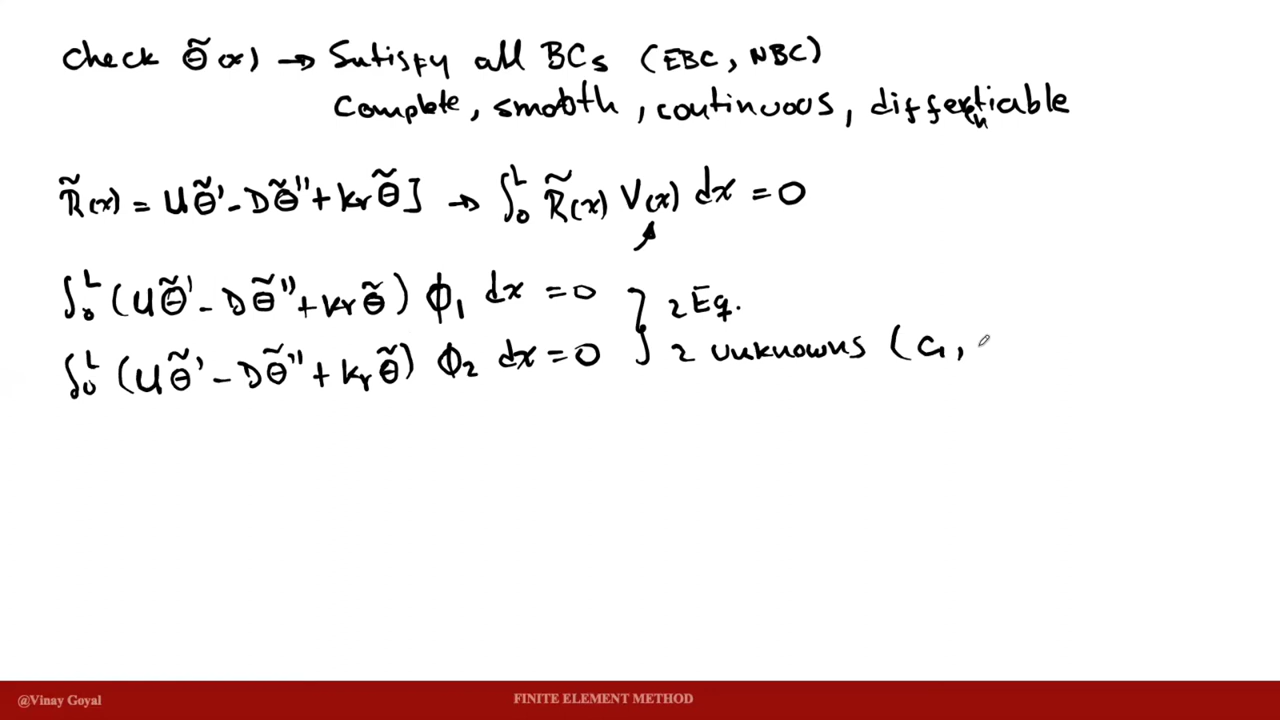 Check Θ̃(x) → Satisfy all BCs (EBC, NBC)
Complete, smooth, continuous, differentiable
R̃(x) = UΘ̃' - DΘ̃'' + krΘ̃] → ∫₀ᴸ R̃(x) V(x) dx = 0
∫₀ᴸ (UΘ̃' - DΘ̃'' + krΘ̃) ϕ₁ dx = 0 } 2 Eq.
∫₀ᴸ (UΘ̃' - DΘ̃'' + krΘ̃) ϕ₂ dx = 0 2 unknowns (C₁,
@Vinay Goyal FINITE ELEMENT METHOD